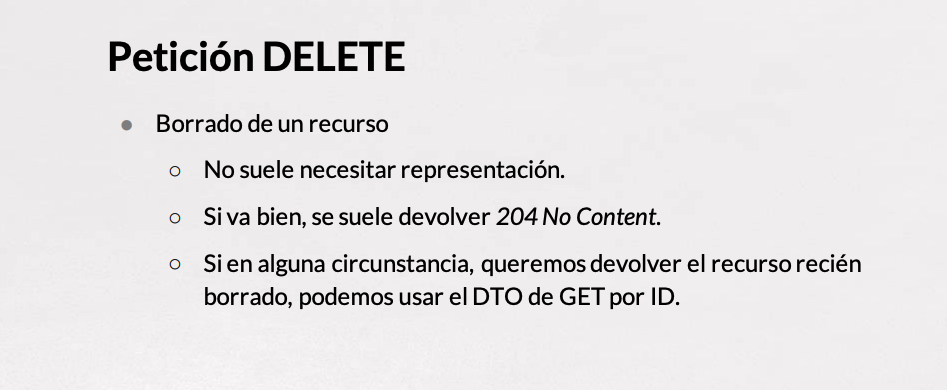 Petición DELETE
● Borrado de un recurso
○ No suele necesitar representación.
○ Si va bien, se suele devolver 204 No Content.
○ Si en alguna circunstancia, queremos devolver el recurso recién
borrado, podemos usar el DTO de GET por ID.